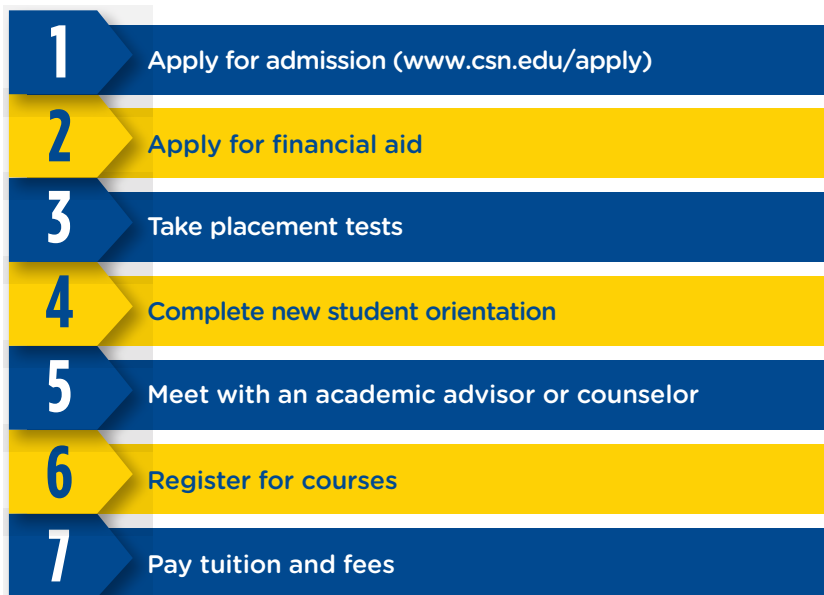 1 Apply for admission (www.csn.edu/apply)
2 Apply for financial aid
3 Take placement tests
4 Complete new student orientation
5 Meet with an academic advisor or counselor
6 Register for courses
7 Pay tuition and fees